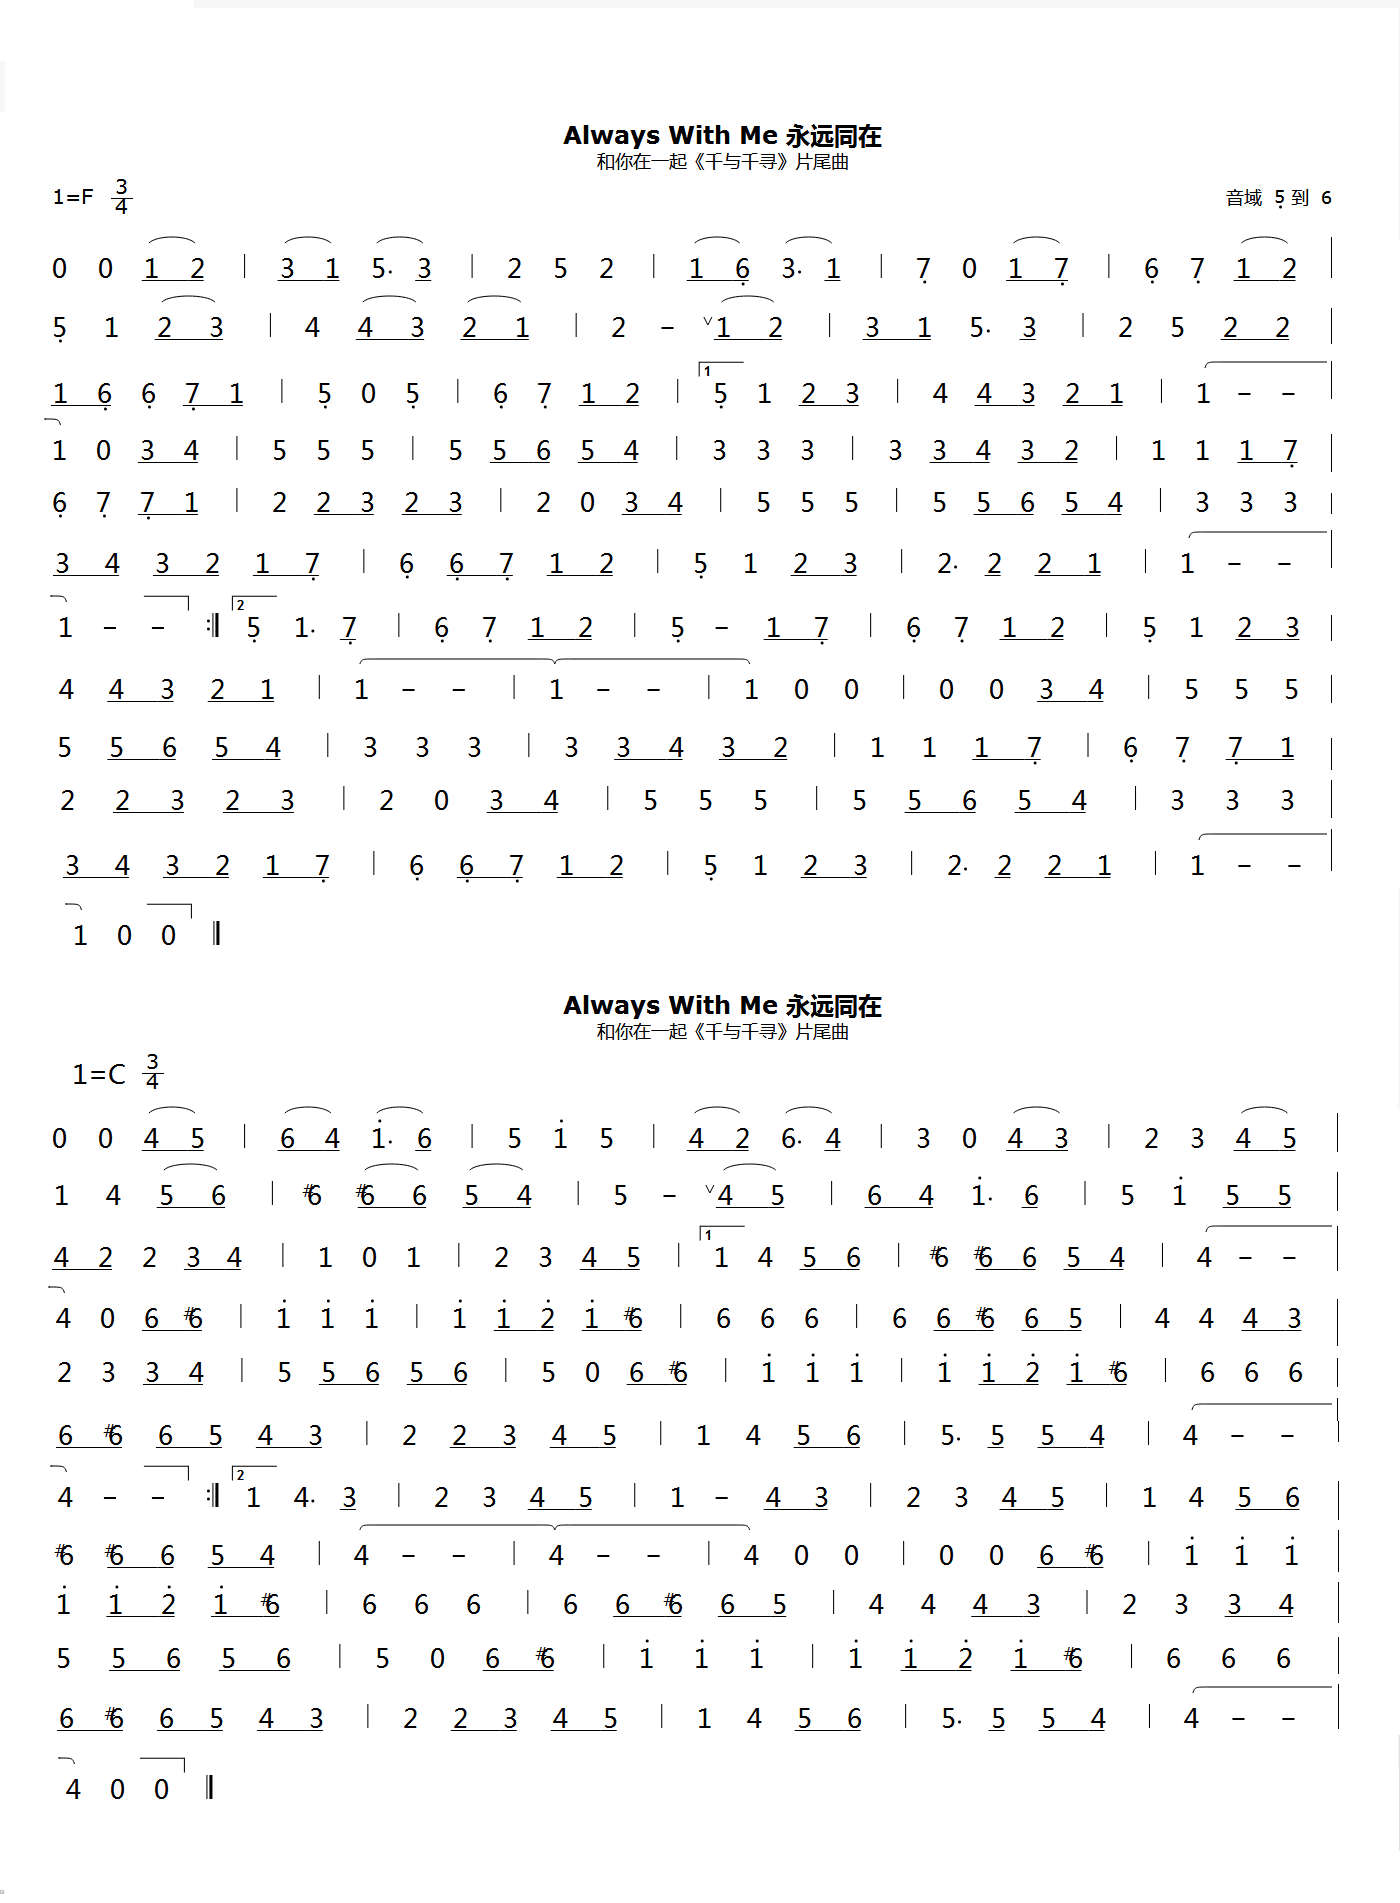 Always With Me 永远同在
和你在一起《千与千寻》片尾曲
1=F 3/4 音域 5̣ 到 6
0 0 1 2 | 3 1 5. 3 | 2 5 2 | 1 6̣ 3. 1 | 7̣ 0 1 7̣ | 6̣ 7̣ 1 2 |
5̣ 1 2 3 | 4 4 3 2 1 | 2 – ∨1 2 | 3 1 5. 3 | 2 5 2 2 |
1 6̣ 6̣ 7̣ 1 | 5̣ 0 5̣ | 6̣ 7̣ 1 2 | 1 5̣ 1 2 3 | 4 4 3 2 1 | 1 – – |
1 0 3 4 | 5 5 5 | 5 5 6 5 4 | 3 3 3 | 3 3 4 3 2 | 1 1 1 7̣ |
6̣ 7̣ 7̣ 1 | 2 2 3 2 3 | 2 0 3 4 | 5 5 5 | 5 5 6 5 4 | 3 3 3 |
3 4 3 2 1 7̣ | 6̣ 6̣ 7̣ 1 2 | 5̣ 1 2 3 | 2. 2 2 1 | 1 – – |
1 – – :‖ 2 5̣ 1. 7̣ | 6̣ 7̣ 1 2 | 5̣ – 1 7̣ | 6̣ 7̣ 1 2 | 5̣ 1 2 3 |
4 4 3 2 1 | 1 – – | 1 – – | 1 0 0 | 0 0 3 4 | 5 5 5 |
5 5 6 5 4 | 3 3 3 | 3 3 4 3 2 | 1 1 1 7̣ | 6̣ 7̣ 7̣ 1 |
2 2 3 2 3 | 2 0 3 4 | 5 5 5 | 5 5 6 5 4 | 3 3 3 |
3 4 3 2 1 7̣ | 6̣ 6̣ 7̣ 1 2 | 5̣ 1 2 3 | 2. 2 2 1 | 1 – – |
1 0 0 ‖
Always With Me 永远同在
和你在一起《千与千寻》片尾曲
1=C 3/4
0 0 4 5 | 6 4 1̇. 6 | 5 1̇ 5 | 4 2 6. 4 | 3 0 4 3 | 2 3 4 5 |
1 4 5 6 | #6 #6 6 5 4 | 5 – ∨4 5 | 6 4 1̇. 6 | 5 1̇ 5 5 |
4 2 2 3 4 | 1 0 1 | 2 3 4 5 | 1 1 4 5 6 | #6 #6 6 5 4 | 4 – – |
4 0 6 #6 | 1̇ 1̇ 1̇ | 1̇ 1̇ 2̇ 1̇ #6 | 6 6 6 | 6 6 #6 6 5 | 4 4 4 3 |
2 3 3 4 | 5 5 6 5 6 | 5 0 6 #6 | 1̇ 1̇ 1̇ | 1̇ 1̇ 2̇ 1̇ #6 | 6 6 6 |
6 #6 6 5 4 3 | 2 2 3 4 5 | 1 4 5 6 | 5. 5 5 4 | 4 – – |
4 – – :‖ 2 1 4. 3 | 2 3 4 5 | 1 – 4 3 | 2 3 4 5 | 1 4 5 6 |
#6 #6 6 5 4 | 4 – – | 4 – – | 4 0 0 | 0 0 6 #6 | 1̇ 1̇ 1̇ |
1̇ 1̇ 2̇ 1̇ #6 | 6 6 6 | 6 6 #6 6 5 | 4 4 4 3 | 2 3 3 4 |
5 5 6 5 6 | 5 0 6 #6 | 1̇ 1̇ 1̇ | 1̇ 1̇ 2̇ 1̇ #6 | 6 6 6 |
6 #6 6 5 4 3 | 2 2 3 4 5 | 1 4 5 6 | 5. 5 5 4 | 4 – – |
4 0 0 ‖